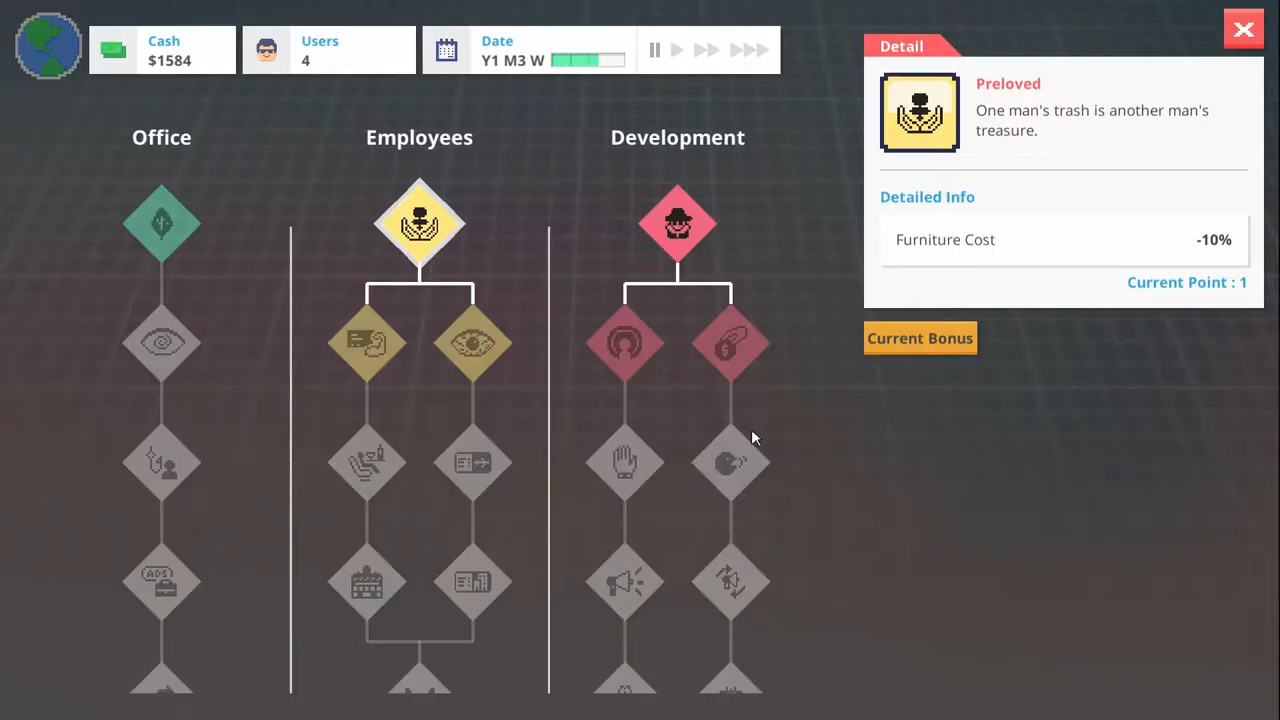 Cash
$1584
Users
4
Date
Y1 M3 W
Detail
Preloved
One man's trash is another man's
treasure.
Detailed Info
Furniture Cost
-10%
Current Point : 1
Current Bonus
Office
Employees
Development
ADS